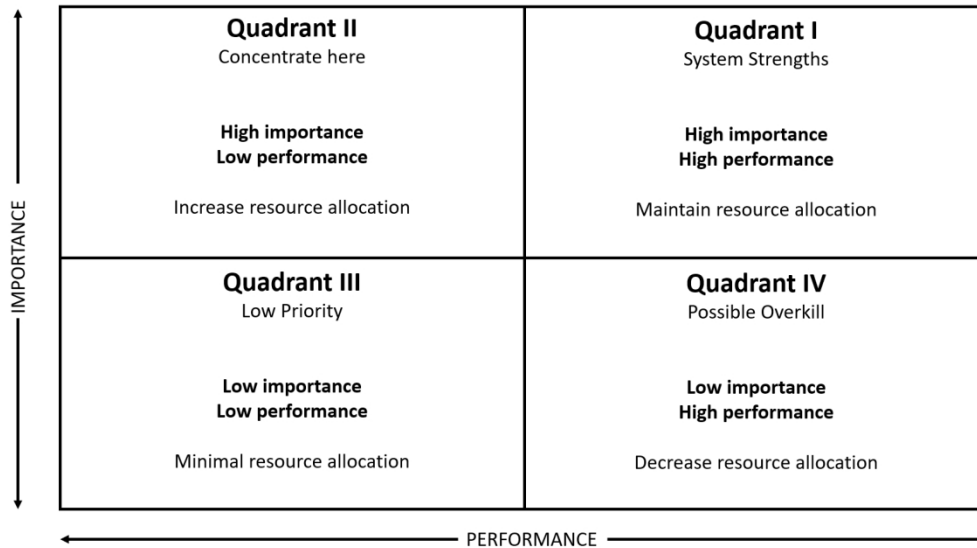 Quadrant II
Concentrate here
High importance
Low performance
Increase resource allocation
Quadrant I
System Strengths
High importance
High performance
Maintain resource allocation
Quadrant III
Low Priority
Low importance
Low performance
Minimal resource allocation
Quadrant IV
Possible Overkill
Low importance
High performance
Decrease resource allocation
IMPORTANCE
PERFORMANCE